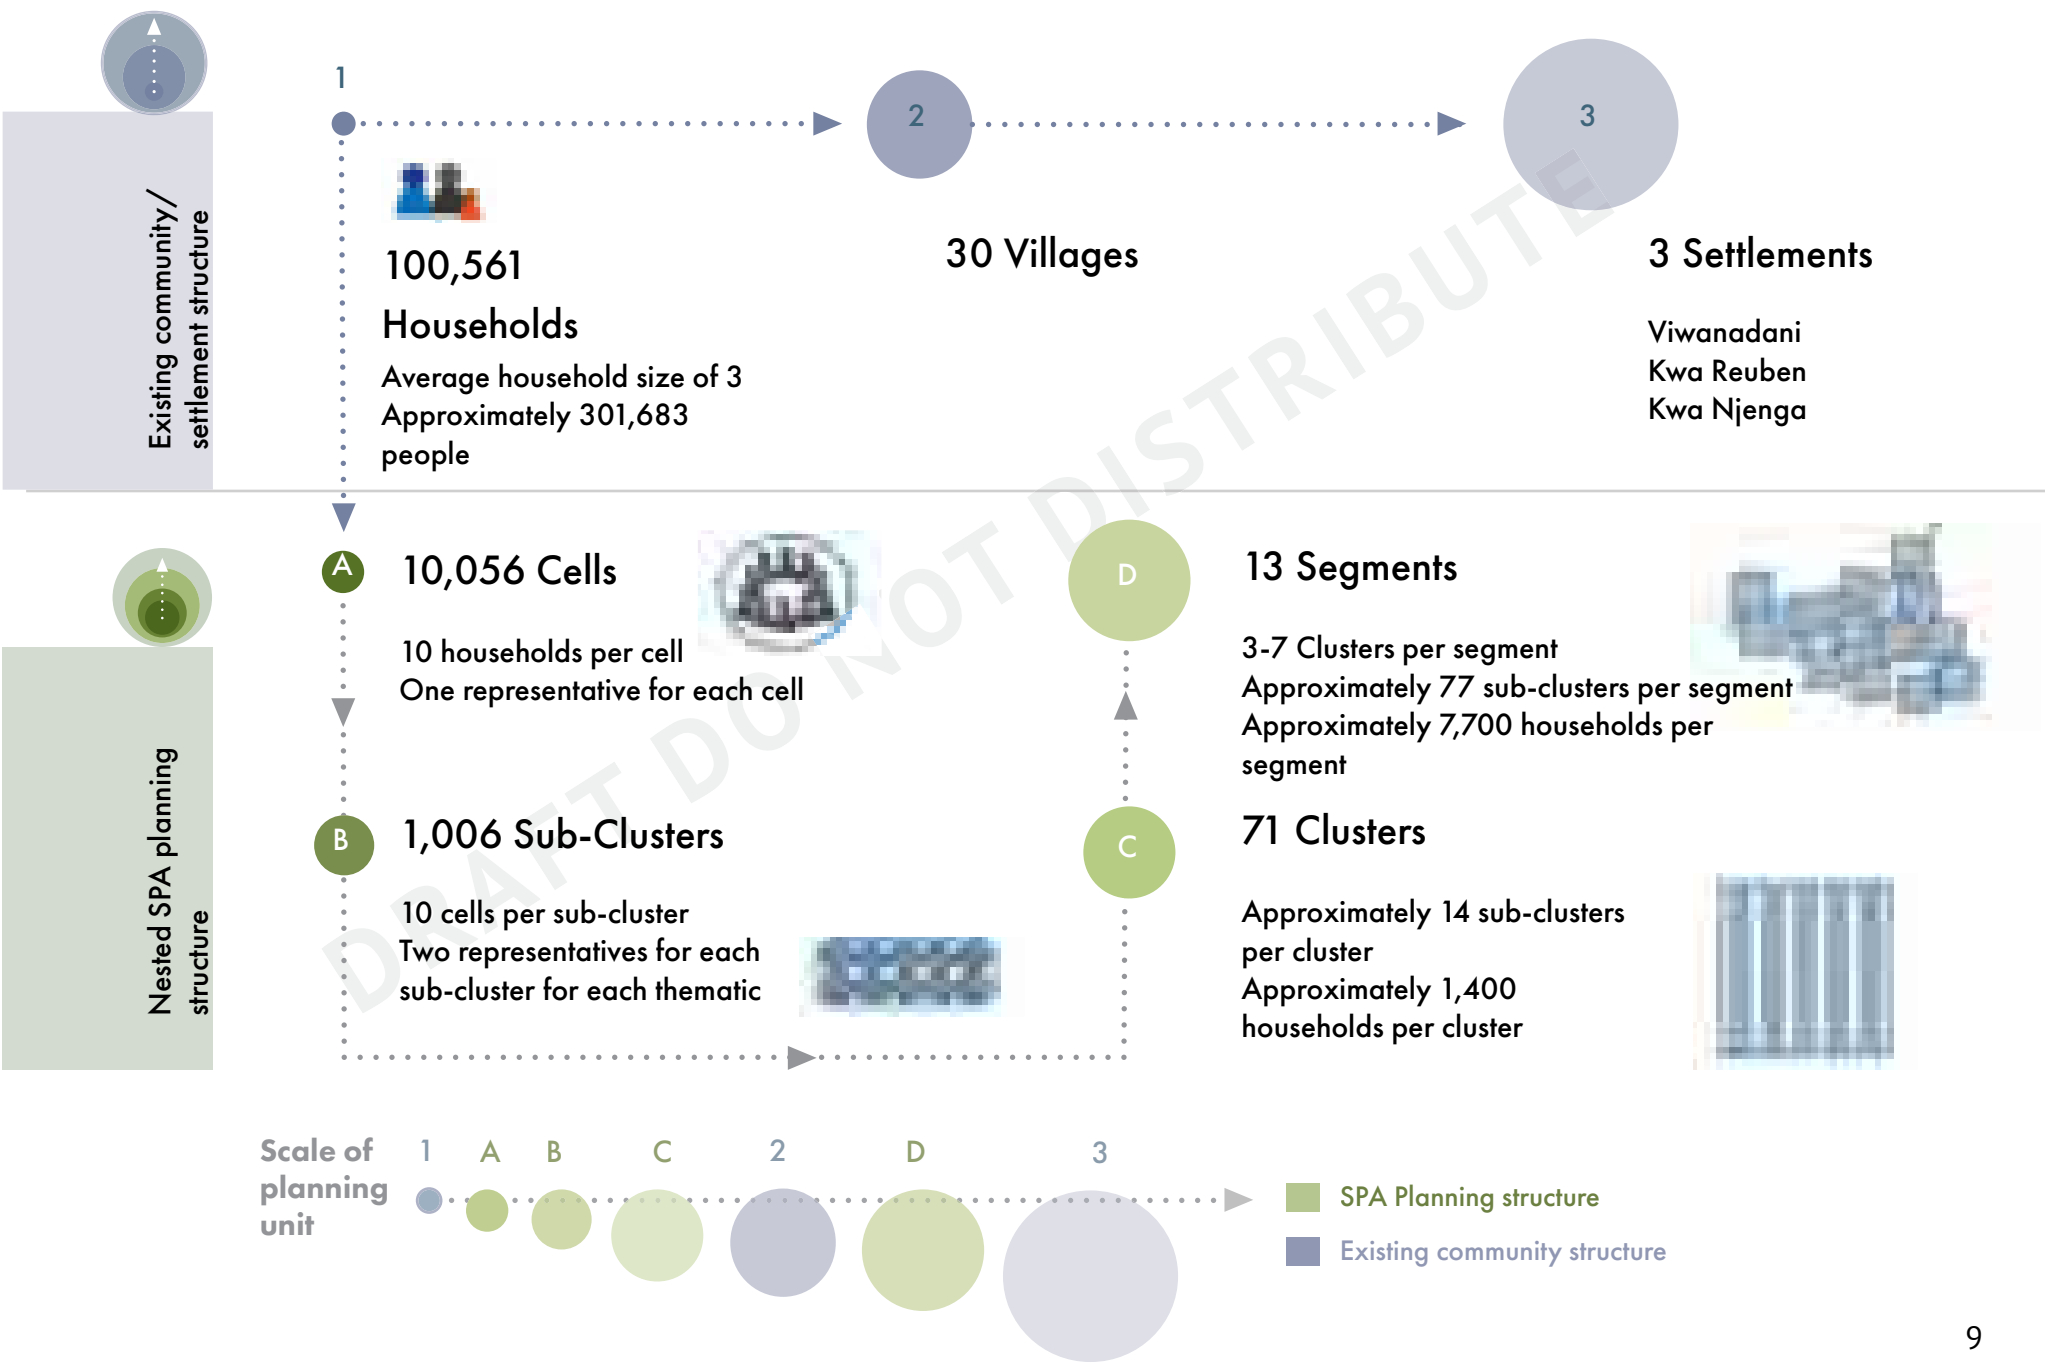 Existing community/
settlement structure
1
2
3
100,561
Households
Average household size of 3
Approximately 301,683
people
30 Villages
3 Settlements
Viwanadani
Kwa Reuben
Kwa Njenga
Nested SPA planning
structure
A
10,056 Cells
10 households per cell
One representative for each cell
B
1,006 Sub-Clusters
10 cells per sub-cluster
Two representatives for each
sub-cluster for each thematic
D
13 Segments
3-7 Clusters per segment
Approximately 77 sub-clusters per segment
Approximately 7,700 households per
segment
C
71 Clusters
Approximately 14 sub-clusters
per cluster
Approximately 1,400
households per cluster
DRAFT DO NOT DISTRIBUTE
Scale of
planning
unit
1 A B C 2 D 3
SPA Planning structure
Existing community structure
9